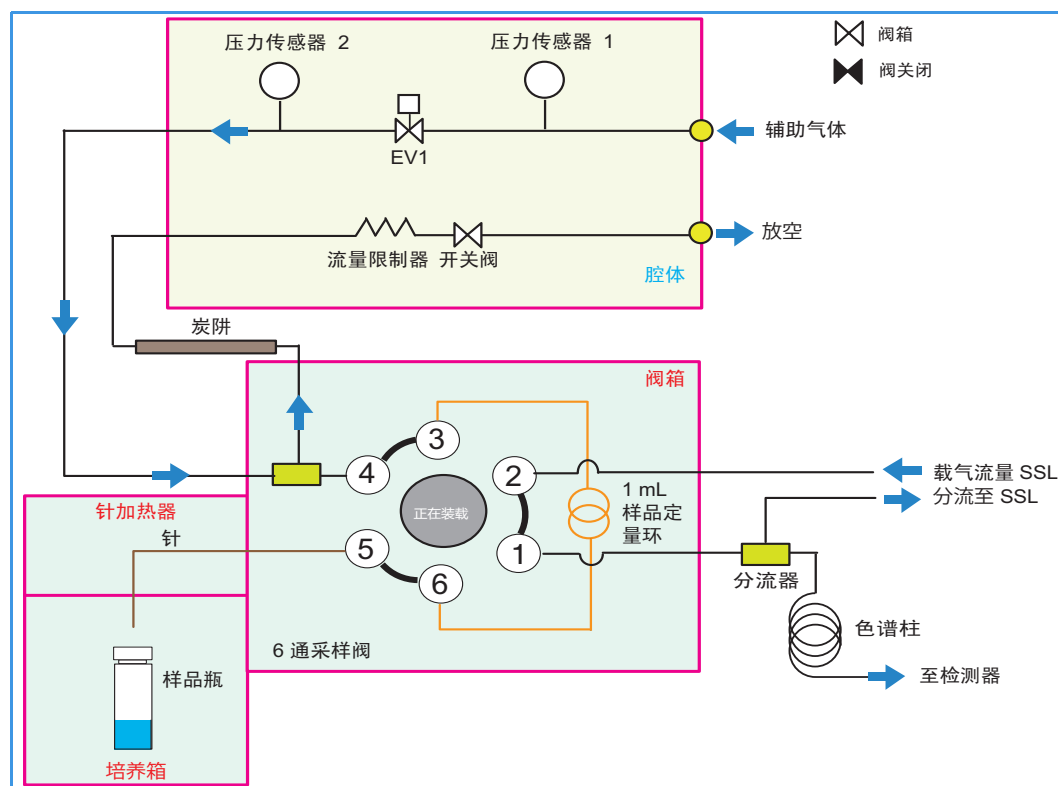 压力传感器 2
压力传感器 1
阀箱
阀关闭
EV1
辅助气体
流量限制器
开关阀
放空
腔体
炭阱
阀箱
3
4
2
载气流量 SSL
分流至 SSL
1 mL
样品定
量环
正在装载
针加热器
针
5
1
6
分流器
色谱柱
6 通采样阀
样品瓶
至检测器
培养箱